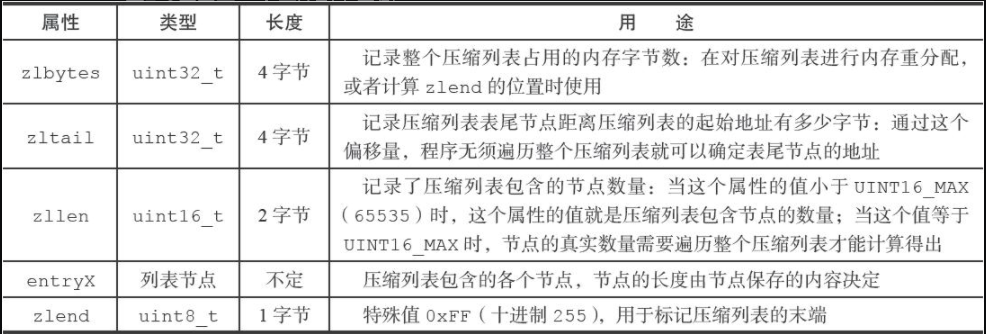 属性 类型 长度 用途
zlbytes uint32_t 4字节 记录整个压缩列表占用的内存字节数：在对压缩列表进行内存重分配，
或者计算 zlend 的位置时使用
zltail uint32_t 4字节 记录压缩列表表尾节点距离压缩列表的起始地址有多少字节：通过这个
偏移量，程序无须遍历整个压缩列表就可以确定表尾节点的地址
zllen uint16_t 2字节 记录了压缩列表包含的节点数量：当这个属性的值小于 UINT16_MAX
（65535）时，这个属性的值就是压缩列表包含节点的数量；当这个值等于
UINT16_MAX 时，节点的真实数量需要遍历整个压缩列表才能计算得出
entryX 列表节点 不定 压缩列表包含的各个节点，节点的长度由节点保存的内容决定
zlend uint8_t 1字节 特殊值 0xFF（十进制 255），用于标记压缩列表的末端